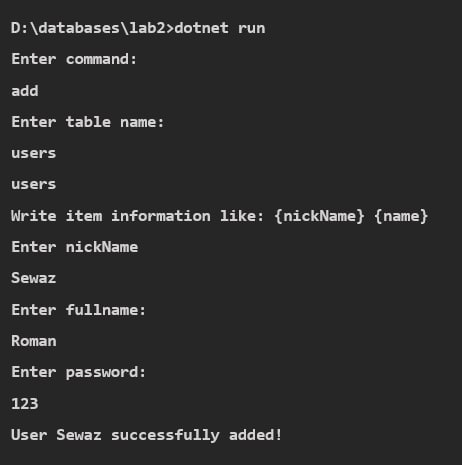 D:\databases\lab2>dotnet run
Enter command:
add
Enter table name:
users
users
Write item information like: {nickName} {name}
Enter nickName
Sewaz
Enter fullname:
Roman
Enter password:
123
User Sewaz successfully added!